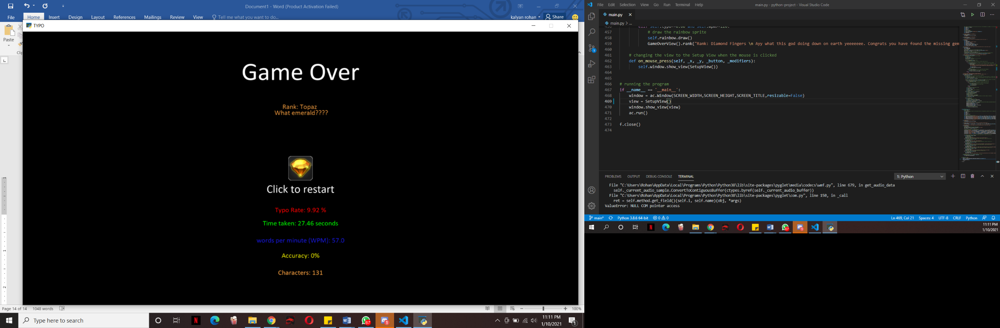 Document1 - Word (Product Activation Failed)
File Home Insert Design Layout References Mailings Review View Tell me what you want to do...
kalyan rohan Share
Paste
Clip
TYPO
Game Over
Rank: Topaz
What emerald????
Click to restart
Typo Rate: 9.92 %
Time taken: 27.46 seconds
words per minute (WPM): 57.0
Accuracy: 0%
Characters: 131
Page 14 of 14 1048 words
100%
Type here to search
67
1
11:11 PM
1/10/2021
1
File Edit Selection View Go Run Terminal Help
main.py - python-project - Visual Studio Code
main.py
main.py > ...
457 # draw the rainbow sprite
458 self.rainbow.draw()
459 GameOverView().rank("Rank: Diamond Fingers \n Ayy what this god doing down on earth yeeeeeee. Congrats you have found the missing gem
460
461 # changing the view to the Setup View when the mouse is clicked
462 def on_mouse_press(self, _x, _y, _button, _modifiers):
463 self.window.show_view(SetupView())
464
465
466 # running the program
467 if __name__ == '__main__':
468 window = ac.Window(SCREEN_WIDTH,SCREEN_HEIGHT,SCREEN_TITLE,resizable=False)
469 view = SetupView()
470 window.show_view(view)
471 ac.run()
472
473 f.close()
474
PROBLEMS OUTPUT DEBUG CONSOLE TERMINAL
1: Python
File "C:\Users\Rohan\AppData\Local\Programs\Python\Python38\lib\site-packages\pyglet\media\codecs\wmf.py", line 679, in get_audio_data
self._current_audio_sample.ConvertToContiguousBuffer(ctypes.byref(self._current_audio_buffer))
File "C:\Users\Rohan\AppData\Local\Programs\Python\Python38\lib\site-packages\pyglet\com.py", line 150, in _call
ret = self.method.get_field()(self.i, self.name)(obj, *args)
ValueError: NULL COM pointer access
main* Python 3.8.6 64-bit 0 0
Ln 469, Col 21 Spaces: 4 UTF-8 CRLF Python
67
1
11:11 PM
1/10/2021